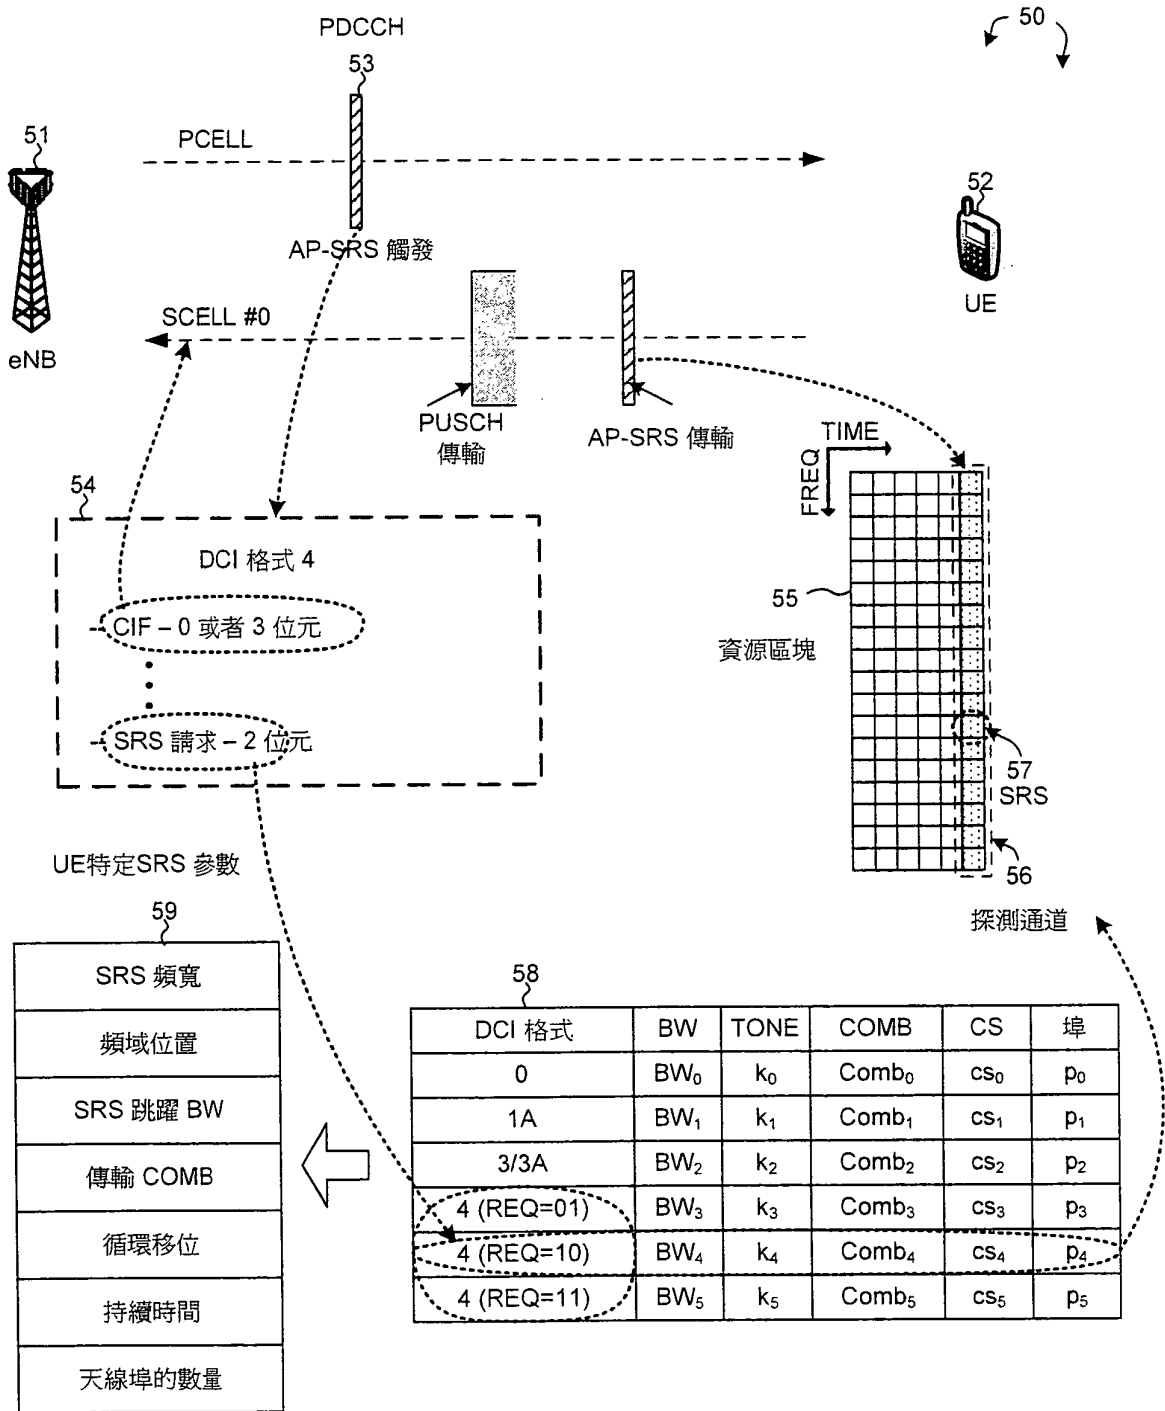 50
PDCCH
53
51
PCELL
52
AP-SRS 觸發
UE
SCELL #0
eNB
PUSCH
傳輸
AP-SRS 傳輸
TIME
FREQ
54
DCI 格式 4
CIF – 0 或者 3 位元
SRS 請求 – 2 位元
55
資源區塊
57
SRS
56
探測通道
UE特定SRS 參數
59
SRS 頻寬
頻域位置
SRS 跳躍 BW
傳輸 COMB
循環移位
持續時間
天線埠的數量
58
DCI 格式 BW TONE COMB CS 埠
0 BW₀ k₀ Comb₀ cs₀ p₀
1A BW₁ k₁ Comb₁ cs₁ p₁
3/3A BW₂ k₂ Comb₂ cs₂ p₂
4 (REQ=01) BW₃ k₃ Comb₃ cs₃ p₃
4 (REQ=10) BW₄ k₄ Comb₄ cs₄ p₄
4 (REQ=11) BW₅ k₅ Comb₅ cs₅ p₅